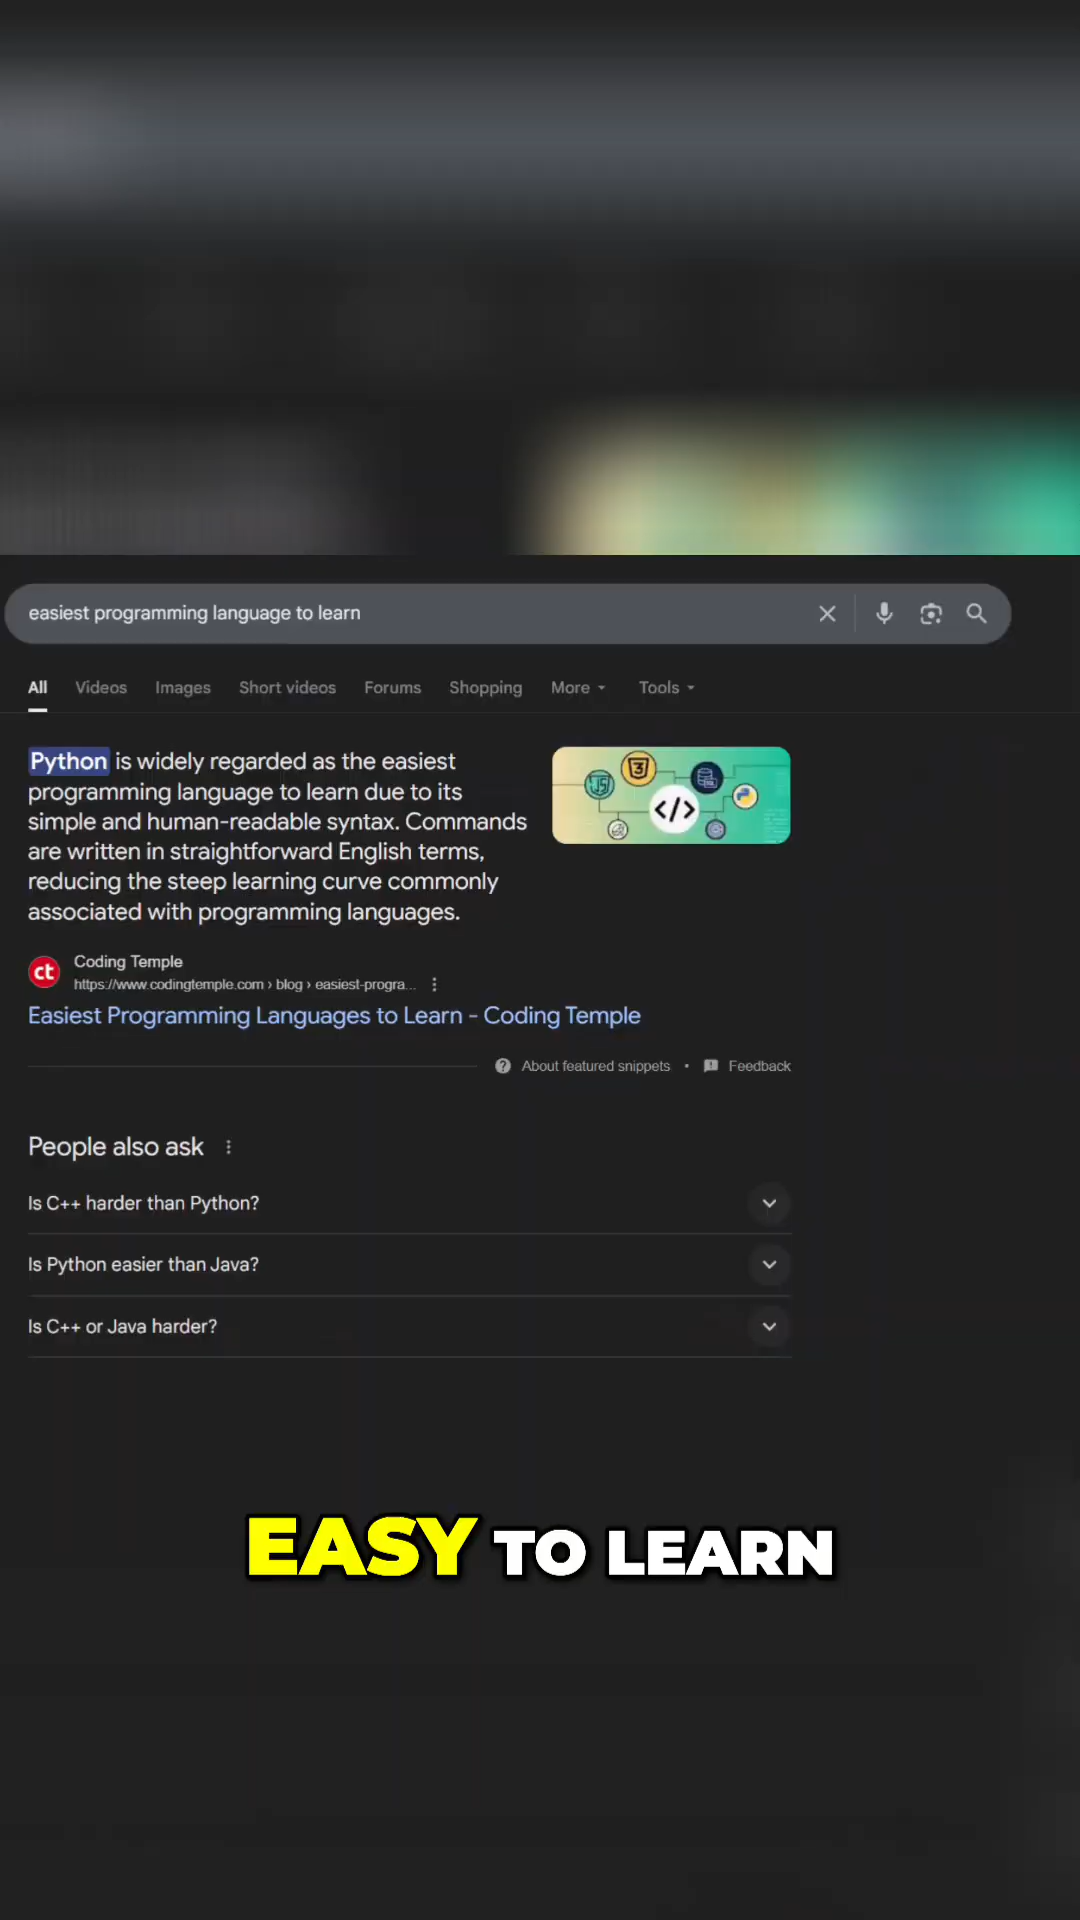 easiest programming language to learn
All Videos Images Short videos Forums Shopping More Tools
Python is widely regarded as the easiest
programming language to learn due to its
simple and human-readable syntax. Commands
are written in straightforward English terms,
reducing the steep learning curve commonly
associated with programming languages.
ct
Coding Temple
https://www.codingtemple.com › blog › easiest-progra...
Easiest Programming Languages to Learn - Coding Temple
About featured snippets • Feedback
People also ask
Is C++ harder than Python?
Is Python easier than Java?
Is C++ or Java harder?
EASY TO LEARN